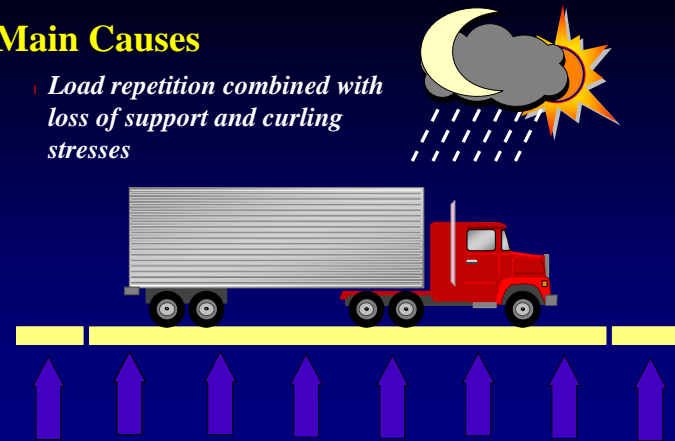 Main Causes
Load repetition combined with
loss of support and curling
stresses